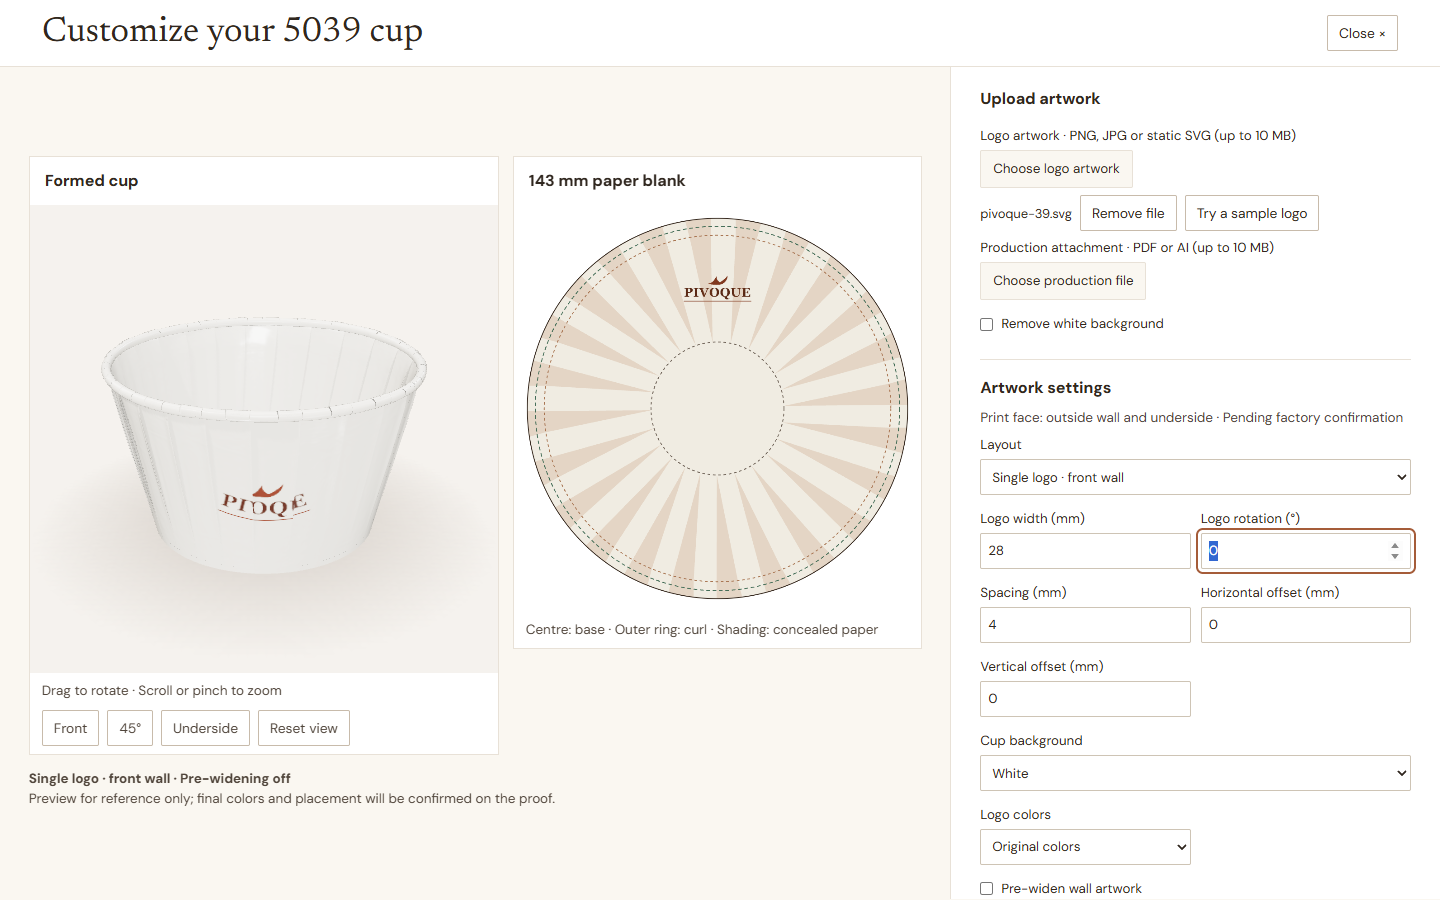 Customize your 5039 cup
Close ×
Formed cup
PIOQE
Drag to rotate · Scroll or pinch to zoom
Front
45°
Underside
Reset view
143 mm paper blank
PIVOQUE
Centre: base · Outer ring: curl · Shading: concealed paper
Single logo · front wall · Pre-widening off
Preview for reference only; final colors and placement will be confirmed on the proof.
Upload artwork
Logo artwork · PNG, JPG or static SVG (up to 10 MB)
Choose logo artwork
pivoque-39.svg
Remove file
Try a sample logo
Production attachment · PDF or AI (up to 10 MB)
Choose production file
Remove white background
Artwork settings
Print face: outside wall and underside · Pending factory confirmation
Layout
Single logo · front wall
Logo width (mm)
28
Logo rotation (°)
0
Spacing (mm)
4
Horizontal offset (mm)
0
Vertical offset (mm)
0
Cup background
White
Logo colors
Original colors
Pre-widen wall artwork